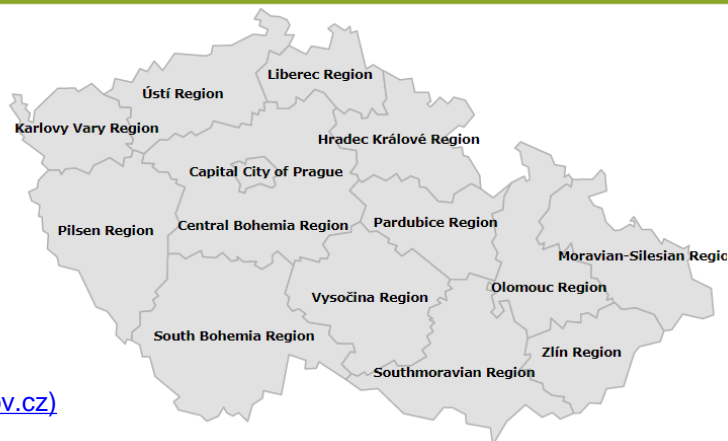 Liberec Region
Ústí Region
Karlovy Vary Region
Hradec Králové Region
Capital City of Prague
Pilsen Region
Central Bohemia Region
Pardubice Region
Moravian-Silesian Regio
Olomouc Region
Vysočina Region
South Bohemia Region
Zlín Region
Southmoravian Region
ov.cz)